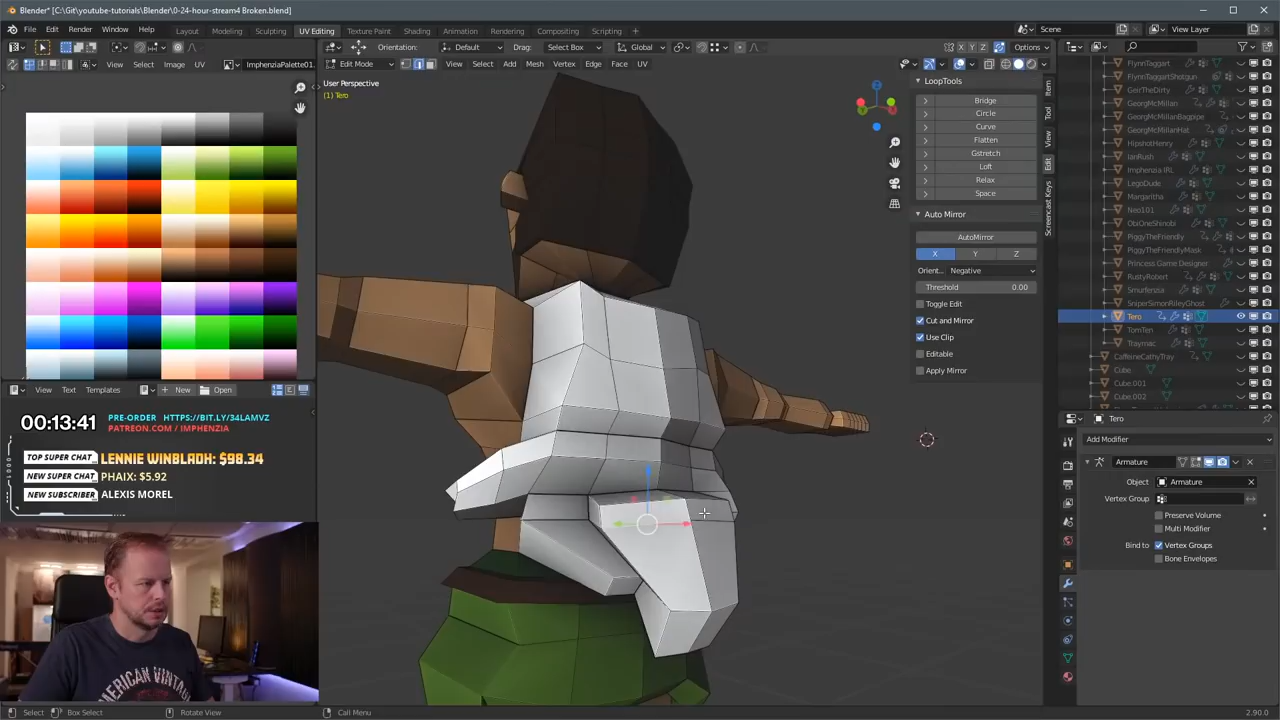 Blender* [C:\Git\youtube-tutorials\Blender\0-24-hour-stream4 Broken.blend]
File Edit Render Window Help Layout Modeling Sculpting UV Editing Texture Paint Shading Animation Rendering Compositing Scripting + Scene View Layer
Orientation: Default Drag: Select Box Global X Y Z Options
View Select Image UV ImphenziaPalette01. Edit Mode View Select Add Mesh Vertex Edge Face UV
User Perspective
(1) Tero
LoopTools
Bridge
Circle
Curve
Flatten
Gstretch
Loft
Relax
Space
Auto Mirror
AutoMirror
X Y Z
Orient... Negative
Threshold 0.00
Toggle Edit
Cut and Mirror
Use Clip
Editable
Apply Mirror
Item
Tool
View
Edit
Screencast Keys
FlynnTaggart
FlynnTaggartShotgun
GeirTheDirty
GeorgMcMillan
GeorgMcMillanBagpipe
GeorgMcMillanHat
HipshotHenry
IanRush
Imphenzia IRL
LegoDude
Margaritha
Neo101
ObiOneShinobi
PiggyTheFriendly
PiggyTheFriendlyMask
Princess Game Designer
RustyRobert
Smurfenzia
SniperSimonRileyGhost
Tero
TomTen
Traymac
CaffeineCathyTray
Cube
Cube.001
Cube.002
Tero
Add Modifier
Armature
Object Armature
Vertex Group
Preserve Volume
Multi Modifier
Bind to Vertex Groups
Bone Envelopes
View Text Templates + New Open
00:13:41
PRE-ORDER HTTPS://BIT.LY/34LAMVZ
PATREON.COM / IMPHENZIA
TOP SUPER CHAT LENNIE WINBLADH: $98.34
NEW SUPER CHAT PHAIX: $5.92
NEW SUBSCRIBER ALEXIS MOREL
MERICAN VINTAG
Select Box Select Rotate View Call Menu 2.90.0